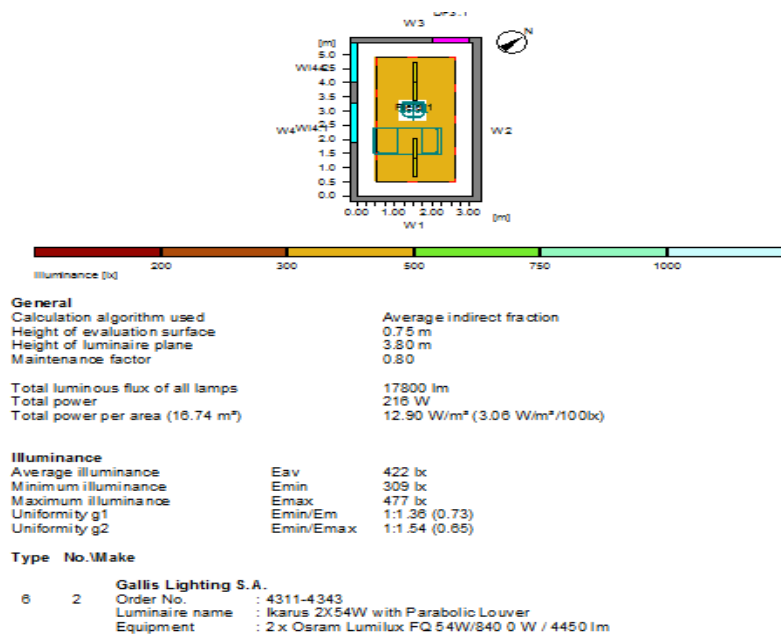 W3
[m]
N
5.0
4.5
4.0
3.5
3.0
2.5
W4
W2
2.0
1.5
1.0
0.5
0.0
0.00 1.00 2.00 3.00 [m]
W1
200 300 500 750 1000
Illuminance [lx]
General
Calculation algorithm used Average indirect fraction
Height of evaluation surface 0.75 m
Height of luminaire plane 3.80 m
Maintenance factor 0.80
Total luminous flux of all lamps 17800 lm
Total power 216 W
Total power per area (16.74 m²) 12.90 W/m² (3.06 W/m²/100lx)
Illuminance
Average illuminance Eav 422 lx
Minimum illuminance Emin 309 lx
Maximum illuminance Emax 477 lx
Uniformity g1 Emin/Em 1:1.36 (0.73)
Uniformity g2 Emin/Emax 1:1.54 (0.65)
Type No.\Make
Gallis Lighting S.A.
6 2 Order No. : 4311-4343
Luminaire name : Ikarus 2X54W with Parabolic Louver
Equipment : 2 x Osram Lumilux FQ 54W/840 0 W / 4450 lm